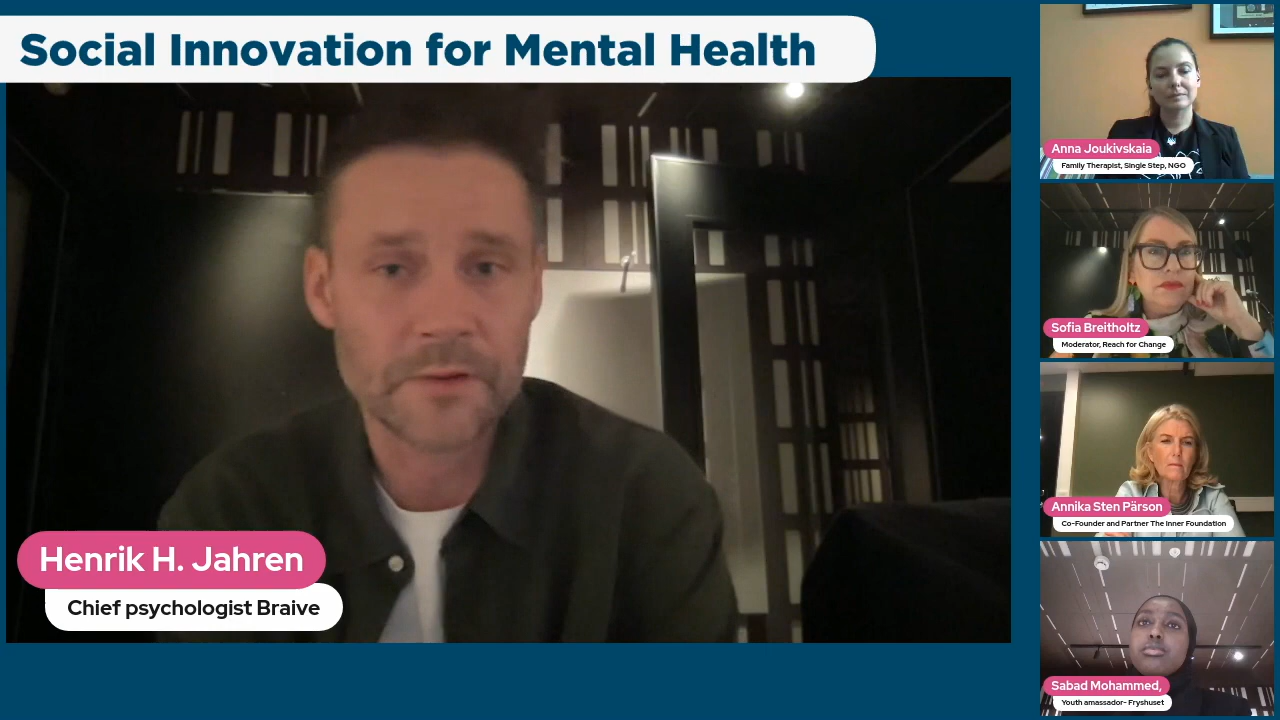 Social Innovation for Mental Health
Henrik H. Jahren
Chief psychologist Braive
Anna Joukivskaia
Family Therapist, Single Step, NGO
Sofia Breitholtz
Moderator, Reach for Change
Annika Sten Pärson
Co-Founder and Partner The Inner Foundation
Sabad Mohammed,
Youth amassador- Fryshuset